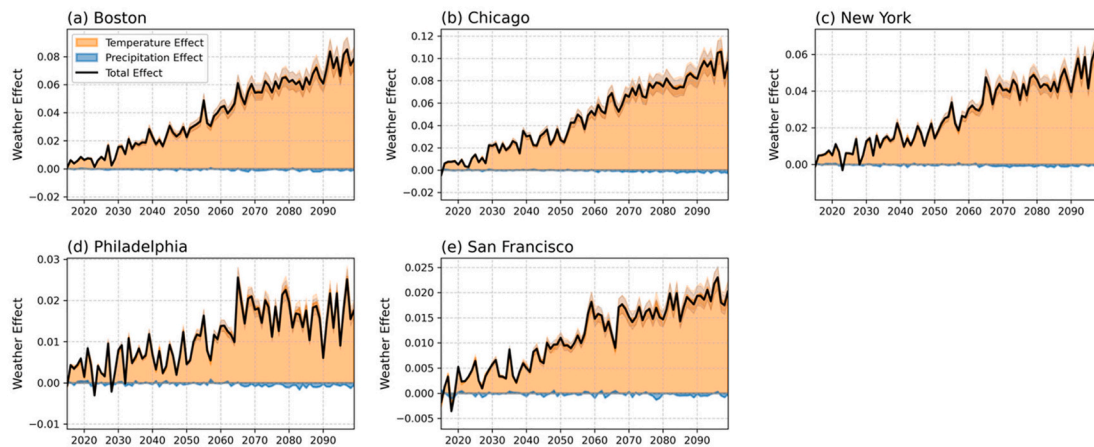 (a) Boston
Weather Effect
0.08
0.06
0.04
0.02
0.00
−0.02
Temperature Effect
Precipitation Effect
Total Effect
2020 2030 2040 2050 2060 2070 2080 2090
(b) Chicago
Weather Effect
0.12
0.10
0.08
0.06
0.04
0.02
0.00
−0.02
2020 2030 2040 2050 2060 2070 2080 2090
(c) New York
Weather Effect
0.06
0.04
0.02
0.00
2020 2030 2040 2050 2060 2070 2080 2090
(d) Philadelphia
Weather Effect
0.03
0.02
0.01
0.00
−0.01
2020 2030 2040 2050 2060 2070 2080 2090
(e) San Francisco
Weather Effect
0.025
0.020
0.015
0.010
0.005
0.000
−0.005
2020 2030 2040 2050 2060 2070 2080 2090